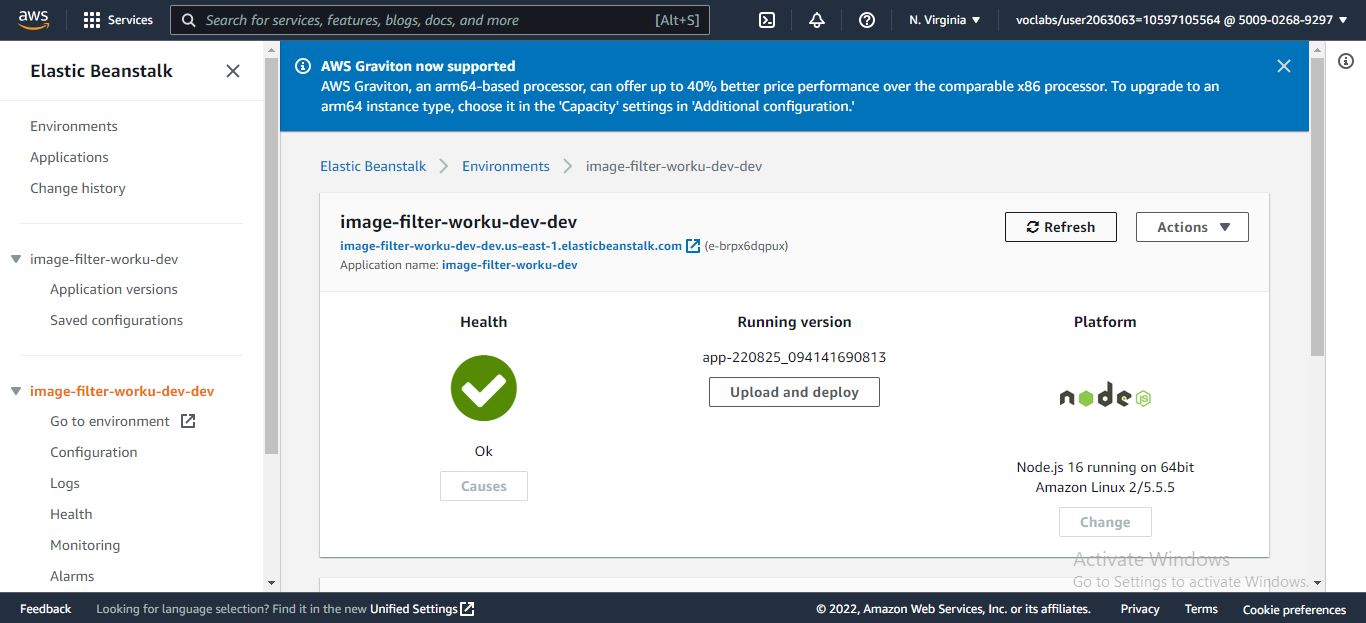 aws
Services
Search for services, features, blogs, docs, and more
[Alt+S]
N. Virginia ▼
voclabs/user2063063=10597105564 @ 5009-0268-9297 ▼
Elastic Beanstalk
Environments
Applications
Change history
image-filter-worku-dev
Application versions
Saved configurations
image-filter-worku-dev-dev
Go to environment
Configuration
Logs
Health
Monitoring
Alarms
AWS Graviton now supported
AWS Graviton, an arm64-based processor, can offer up to 40% better price performance over the comparable x86 processor. To upgrade to an
arm64 instance type, choose it in the 'Capacity' settings in 'Additional configuration.'
Elastic Beanstalk > Environments > image-filter-worku-dev-dev
image-filter-worku-dev-dev
image-filter-worku-dev-dev.us-east-1.elasticbeanstalk.com (e-brpx6dqpux)
Application name: image-filter-worku-dev
Refresh
Actions ▼
Health
Ok
Causes
Running version
app-220825_094141690813
Upload and deploy
Platform
node JS
Node.js 16 running on 64bit
Amazon Linux 2/5.5.5
Change
Activate Windows
Go to Settings to activate Windows.
Feedback
Looking for language selection? Find it in the new Unified Settings
© 2022, Amazon Web Services, Inc. or its affiliates.
Privacy
Terms
Cookie preferences